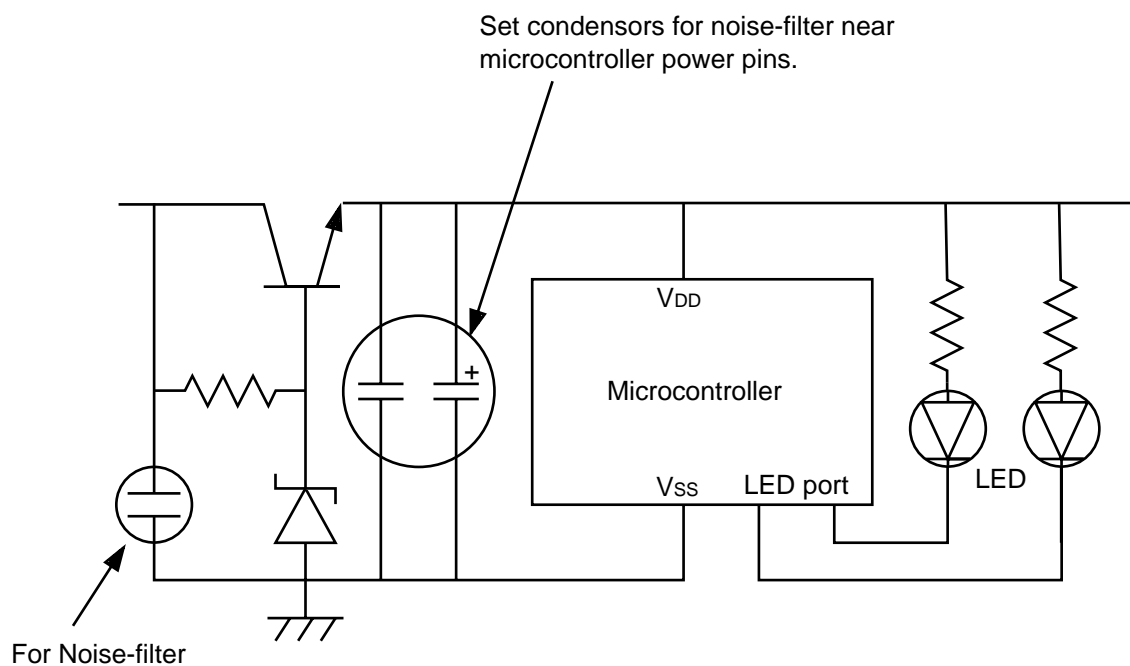 Set condensors for noise-filter near
microcontroller power pins.
VDD
+
Microcontroller
VSS
LED port
LED
For Noise-filter